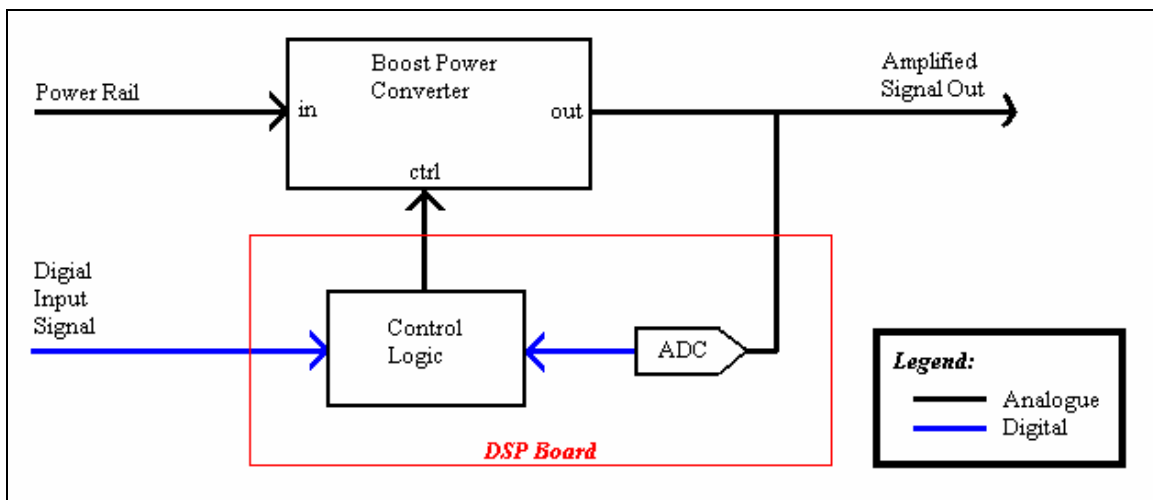 Boost Power
Converter
Amplified
Signal Out
Power Rail
in
out
ctrl
Digial
Input
Signal
Control
Logic
ADC
Legend:
Analogue
Digital
DSP Board